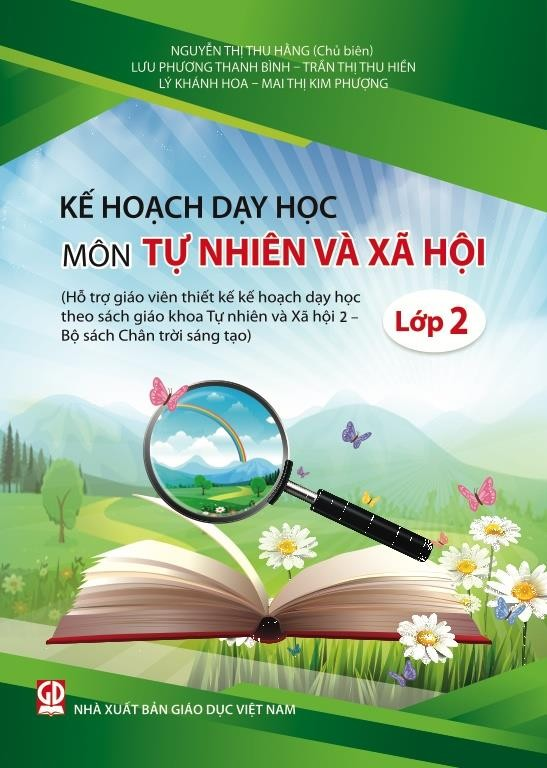 NGUYỄN THỊ THU HẰNG (Chủ biên)
LƯU PHƯƠNG THANH BÌNH – TRẦN THỊ THU HIỀN
LÝ KHÁNH HOA – MAI THỊ KIM PHƯỢNG
KẾ HOẠCH DẠY HỌC
MÔN TỰ NHIÊN VÀ XÃ HỘI
(Hỗ trợ giáo viên thiết kế kế hoạch dạy học
theo sách giáo khoa Tự nhiên và Xã hội 2 –
Bộ sách Chân trời sáng tạo)
Lớp 2
GD
NHÀ XUẤT BẢN GIÁO DỤC VIỆT NAM